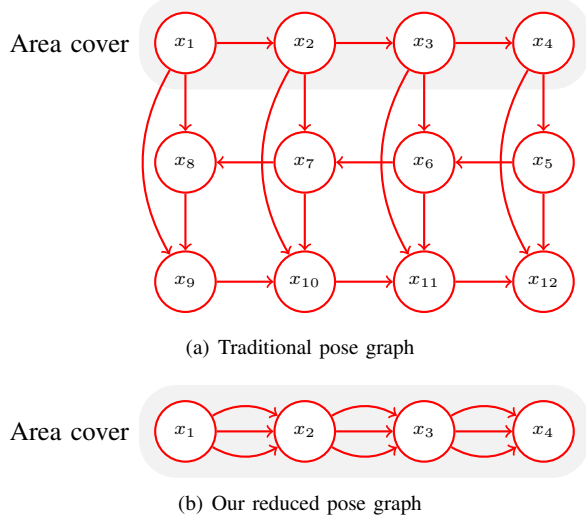 Area cover x1 x2 x3 x4
x8 x7 x6 x5
x9 x10 x11 x12
(a) Traditional pose graph
Area cover x1 x2 x3 x4
(b) Our reduced pose graph